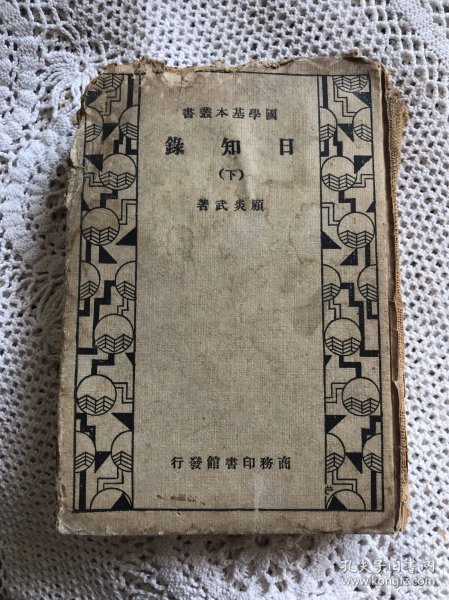 國學基本叢書
日知錄
(下)
顧炎武著
商務印書館發行
孔夫子旧书网
www.kongfz.com